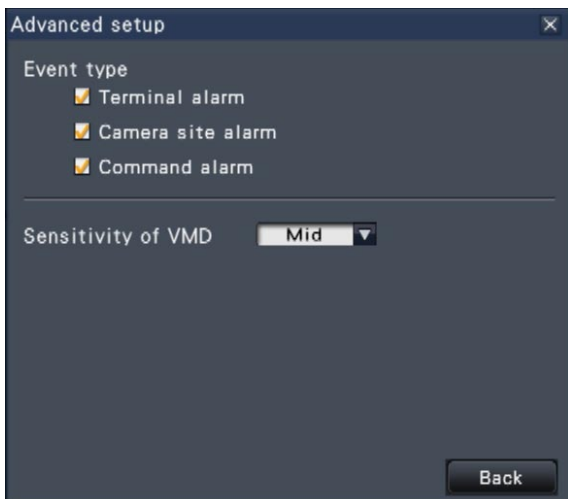 Advanced setup
Event type
Terminal alarm
Camera site alarm
Command alarm
Sensitivity of VMD Mid
Back